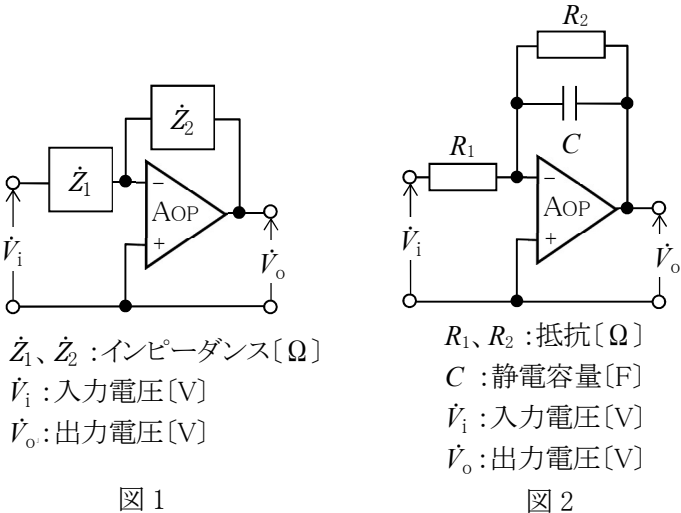 Ż₁
Ż₂
−
AOP
+
V̇i
V̇o
Ż₁、Ż₂：インピーダンス〔Ω〕
V̇i：入力電圧〔V〕
V̇o：出力電圧〔V〕
図 1
R₂
C
R₁
−
AOP
+
V̇i
V̇o
R₁、R₂：抵抗〔Ω〕
C：静電容量〔F〕
V̇i：入力電圧〔V〕
V̇o：出力電圧〔V〕
図 2